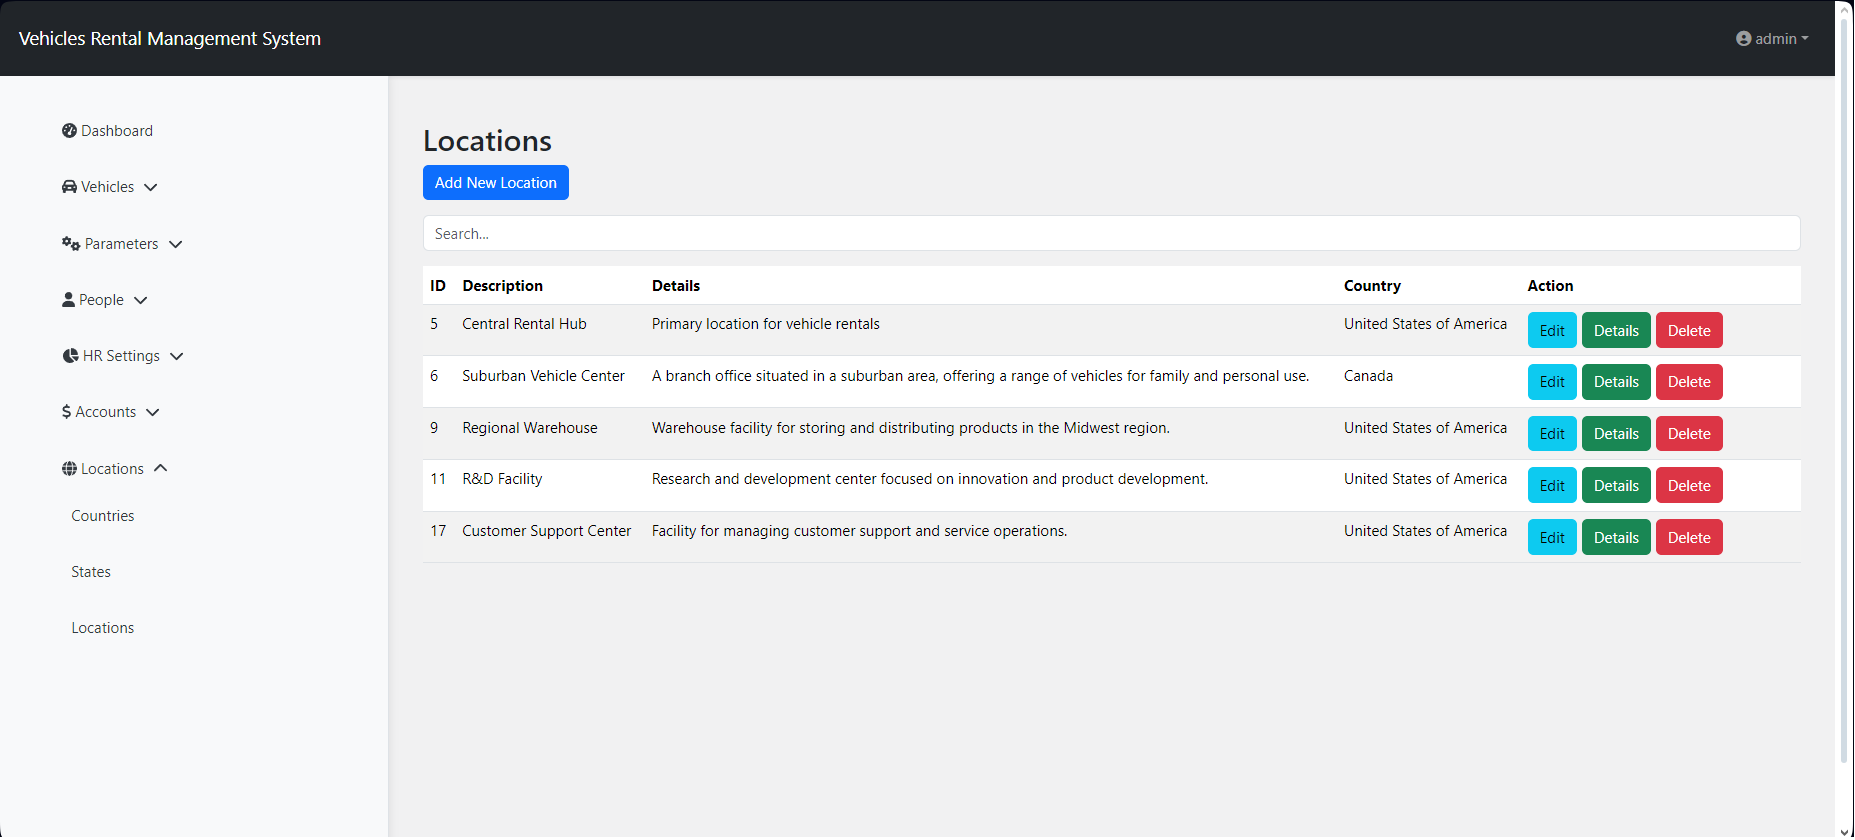 Vehicles Rental Management System
admin
Dashboard
Vehicles
Parameters
People
HR Settings
$ Accounts
Locations
Countries
States
Locations
Locations
Add New Location
Search...
ID Description Details Country Action
5 Central Rental Hub Primary location for vehicle rentals United States of America Edit Details Delete
6 Suburban Vehicle Center A branch office situated in a suburban area, offering a range of vehicles for family and personal use. Canada Edit Details Delete
9 Regional Warehouse Warehouse facility for storing and distributing products in the Midwest region. United States of America Edit Details Delete
11 R&D Facility Research and development center focused on innovation and product development. United States of America Edit Details Delete
17 Customer Support Center Facility for managing customer support and service operations. United States of America Edit Details Delete